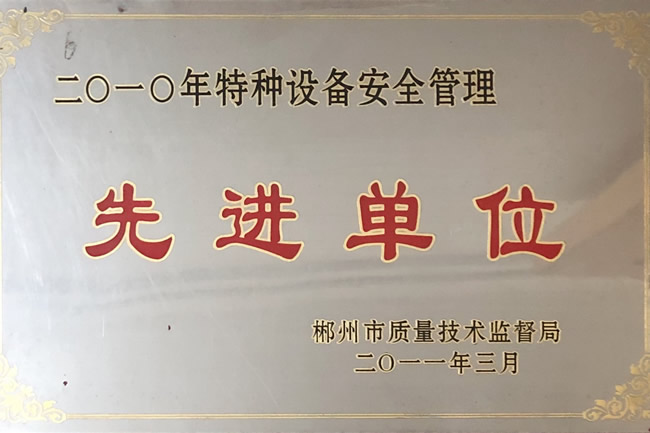 二〇一〇年特种设备安全管理
先进单位
郴州市质量技术监督局
二〇一一年三月